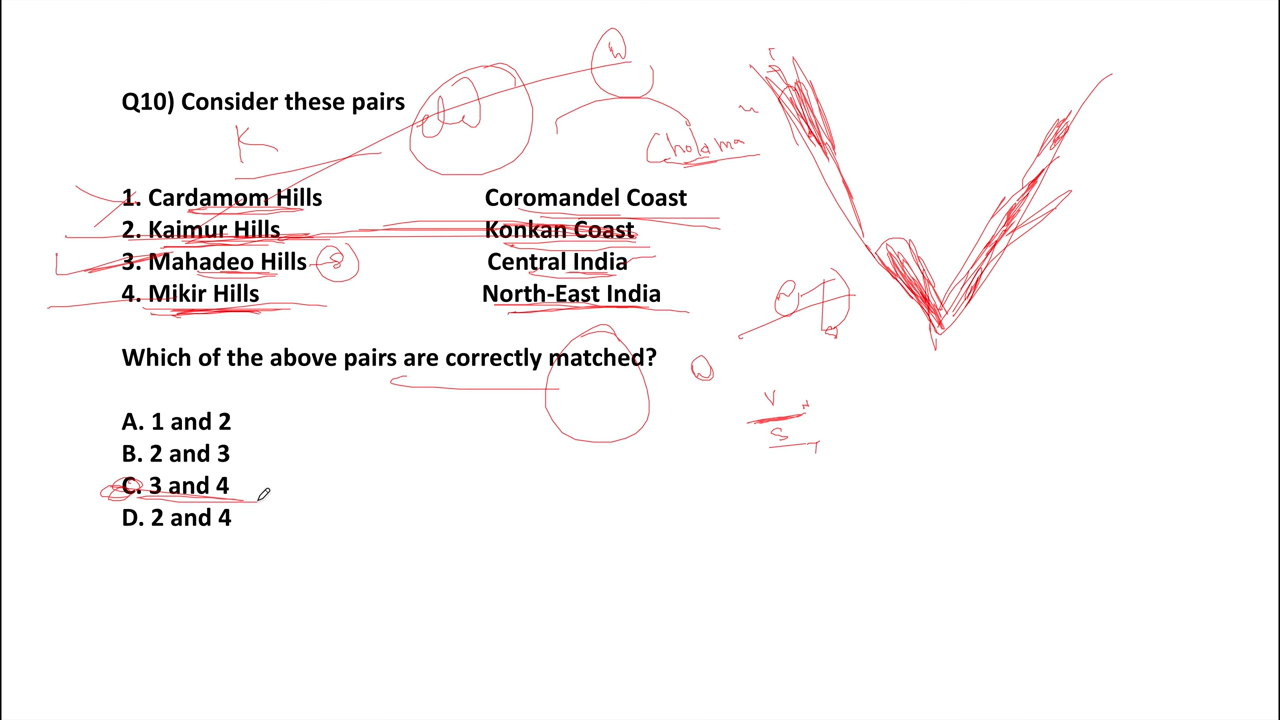 Q10) Consider these pairs
K
Cholama
1. Cardamom Hills Coromandel Coast
2. Kaimur Hills Konkan Coast
3. Mahadeo Hills S Central India
4. Mikir Hills North-East India
Which of the above pairs are correctly matched?
V
S
A. 1 and 2
B. 2 and 3
C. 3 and 4
D. 2 and 4